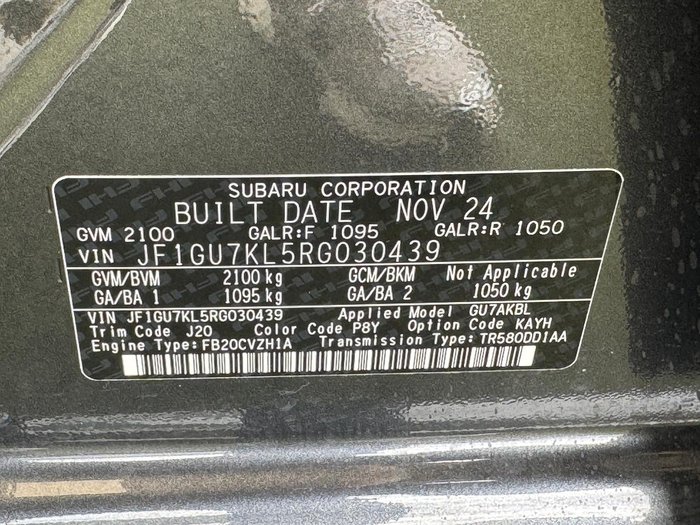 SUBARU CORPORATION
BUILT DATE NOV 24
GVM 2100 GALR:F 1095 GALR:R 1050
VIN JF1GU7KL5RG030439
GVM/BVM 2100 kg GCM/BKM Not Applicable
GA/BA 1 1095 kg GA/BA 2 1050 kg
VIN JF1GU7KL5RG030439 Applied Model GU7AKBL
Trim Code J20 Color Code P8Y Option Code KAYH
Engine Type: FB20CVZH1A Transmission Type: TR580DD1AA